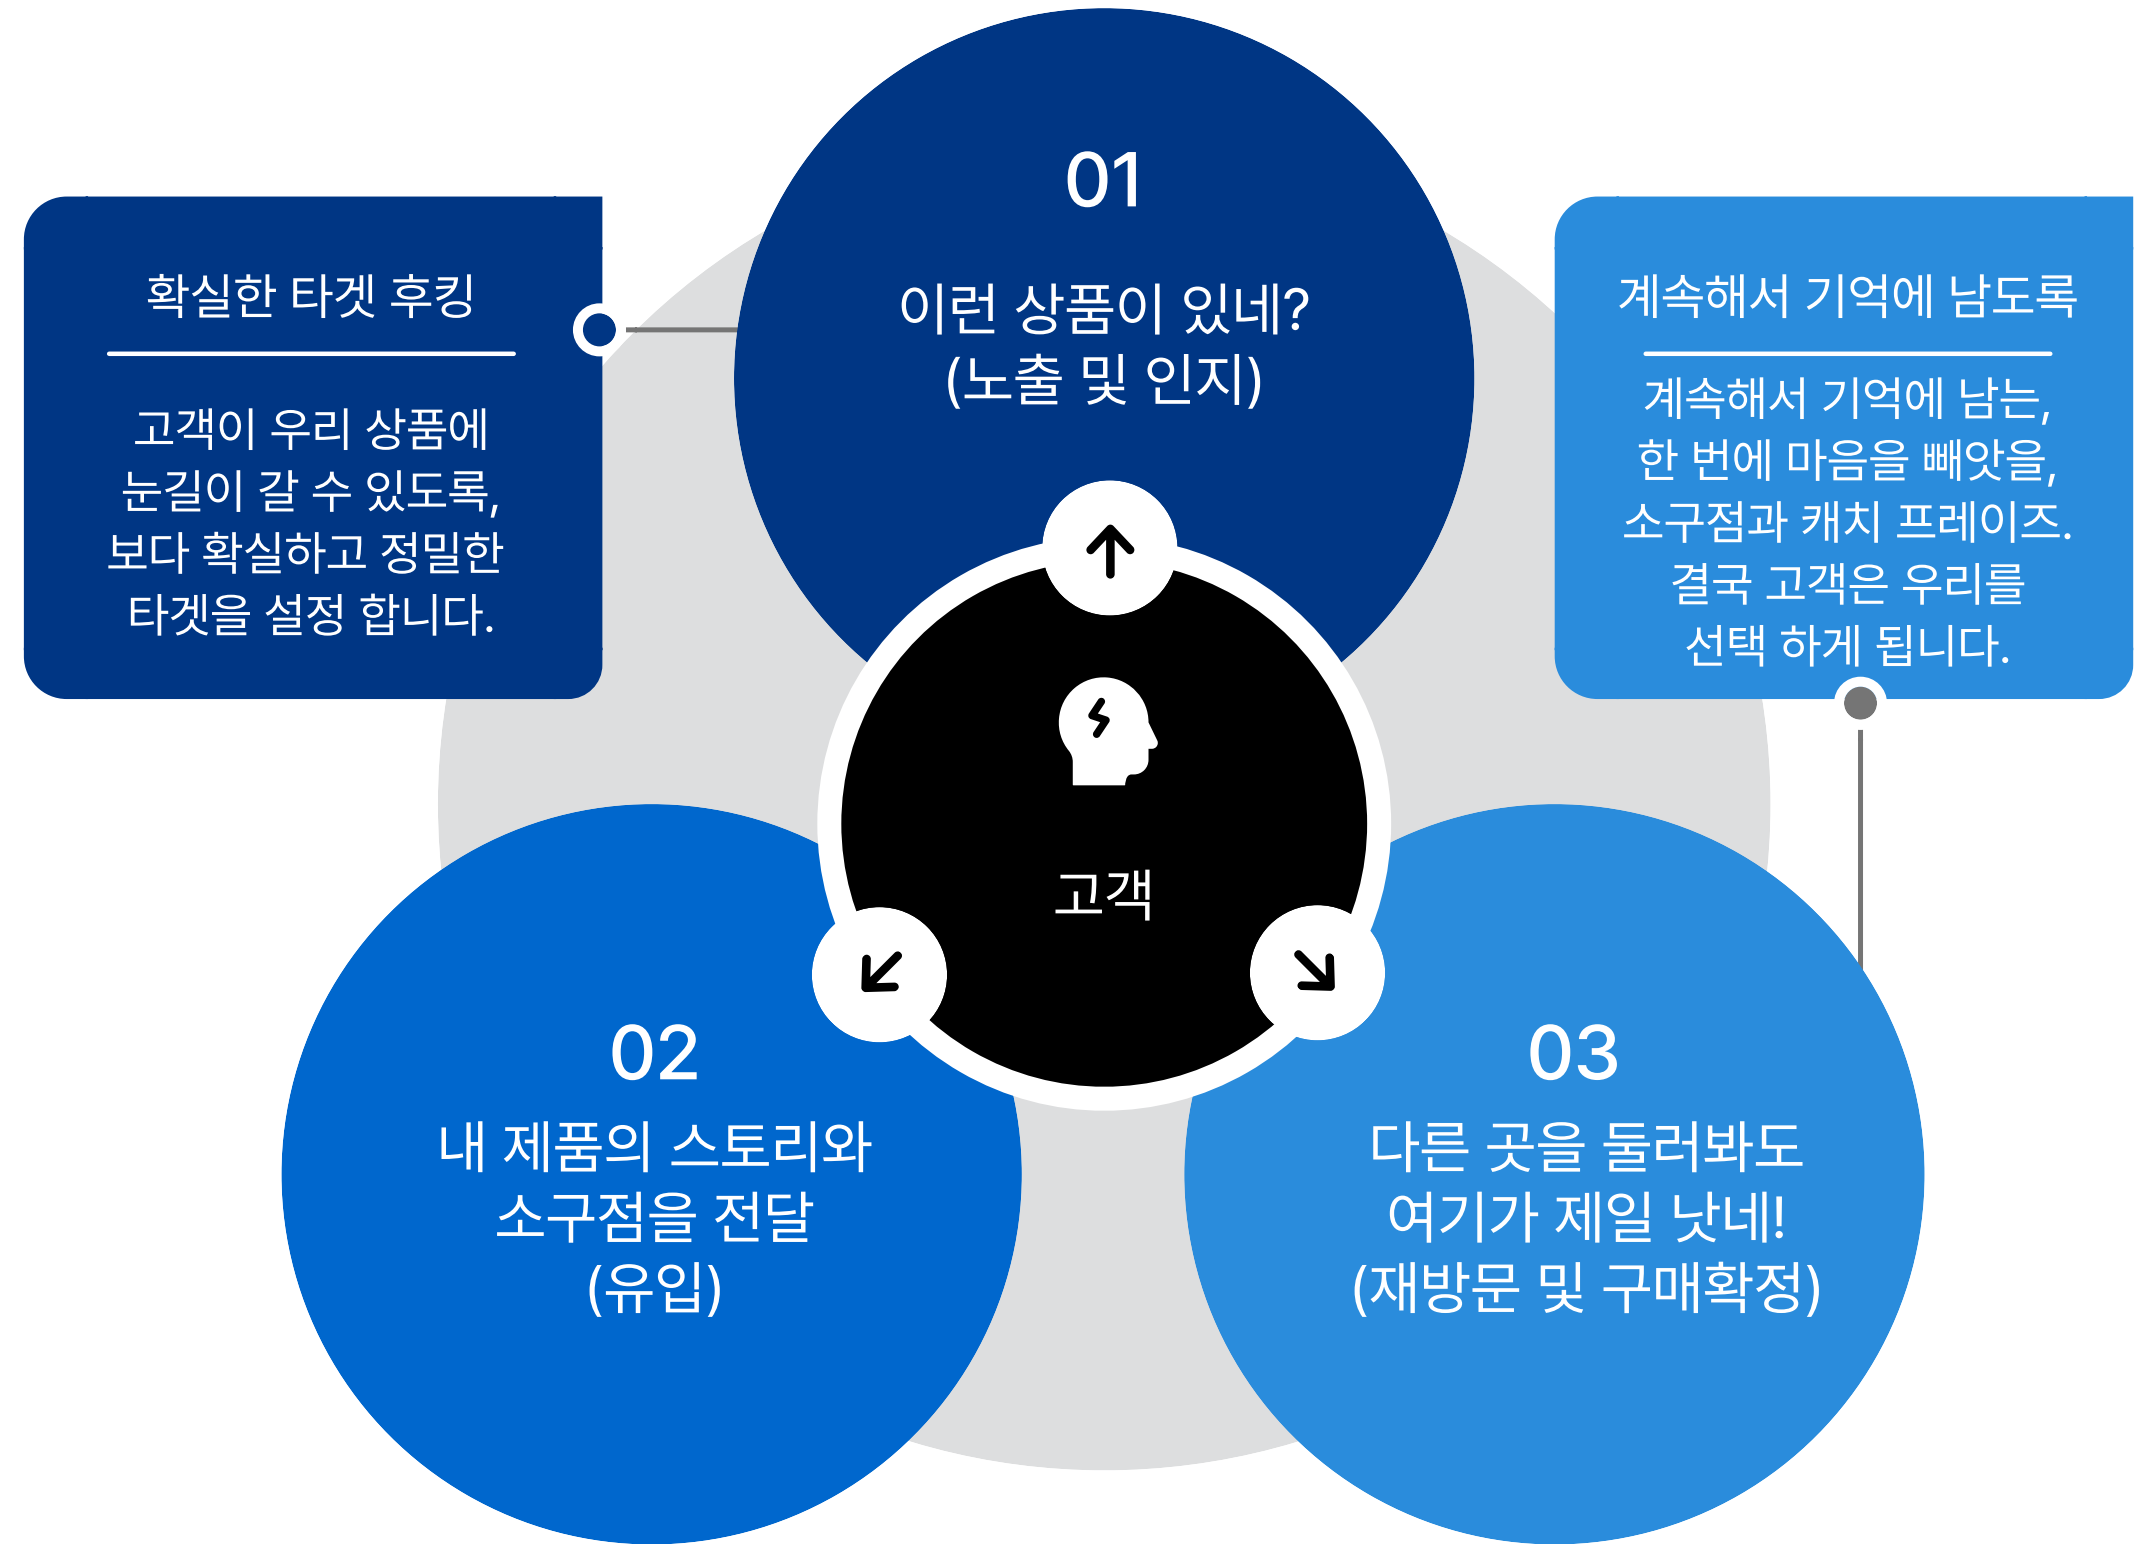 01
이런 상품이 있네?
(노출 및 인지)
확실한 타겟 후킹
고객이 우리 상품에
눈길이 갈 수 있도록,
보다 확실하고 정밀한
타겟을 설정 합니다.
계속해서 기억에 남도록
계속해서 기억에 남는,
한 번에 마음을 빼앗을,
소구점과 캐치 프레이즈.
결국 고객은 우리를
선택 하게 됩니다.
고객
02
내 제품의 스토리와
소구점을 전달
(유입)
03
다른 곳을 둘러봐도
여기가 제일 낫네!
(재방문 및 구매확정)